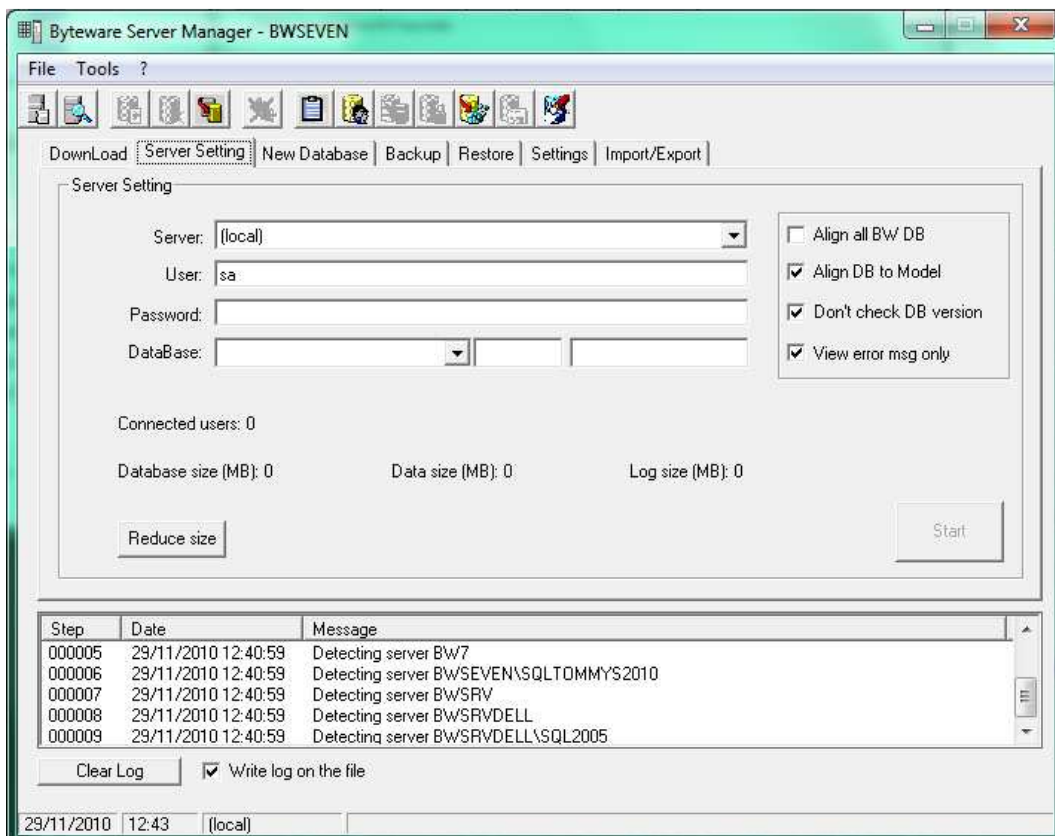 Byteware Server Manager - BWSEVEN
File Tools ?
DownLoad Server Setting New Database Backup Restore Settings Import/Export
Server Setting
Server: (local)
User: sa
Password:
DataBase:
Align all BW DB
Align DB to Model
Don't check DB version
View error msg only
Connected users: 0
Database size (MB): 0 Data size (MB): 0 Log size (MB): 0
Reduce size
Start
Step Date Message
000005 29/11/2010 12:40:59 Detecting server BW7
000006 29/11/2010 12:40:59 Detecting server BWSEVEN\SQLTOMMYS2010
000007 29/11/2010 12:40:59 Detecting server BWSRV
000008 29/11/2010 12:40:59 Detecting server BWSRVDELL
000009 29/11/2010 12:40:59 Detecting server BWSRVDELL\SQL2005
Clear Log Write log on the file
29/11/2010 12:43 (local)